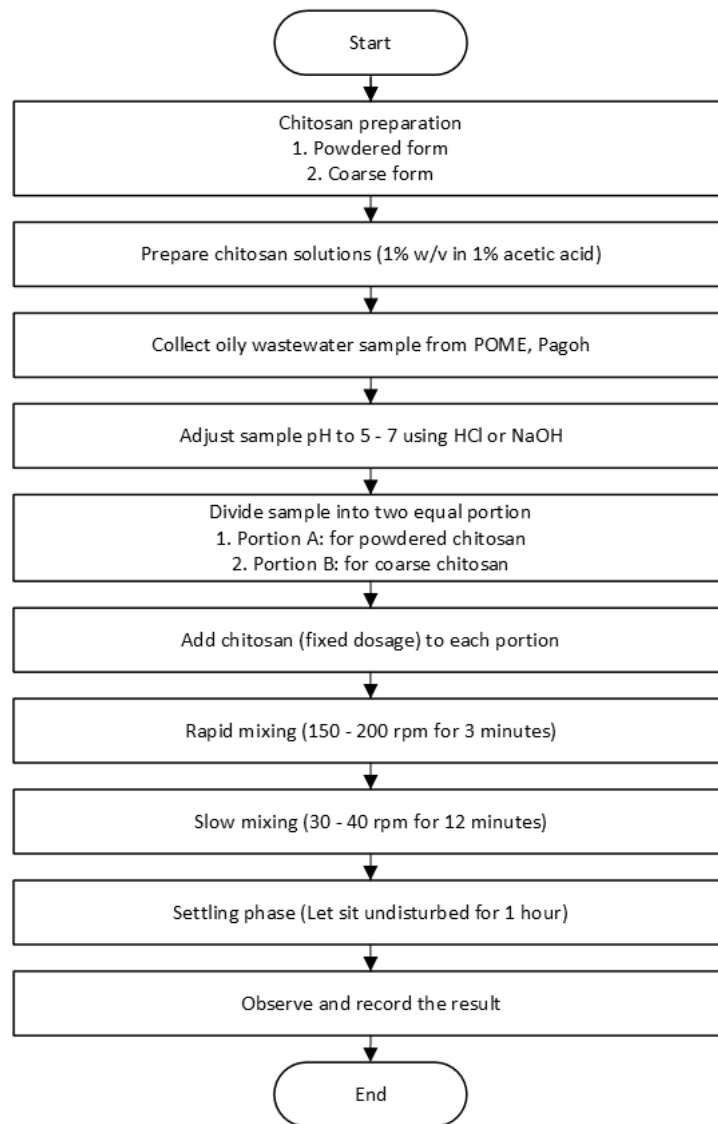 Start
Chitosan preparation
1. Powdered form
2. Coarse form
Prepare chitosan solutions (1% w/v in 1% acetic acid)
Collect oily wastewater sample from POME, Pagoh
Adjust sample pH to 5 - 7 using HCl or NaOH
Divide sample into two equal portion
1. Portion A: for powdered chitosan
2. Portion B: for coarse chitosan
Add chitosan (fixed dosage) to each portion
Rapid mixing (150 - 200 rpm for 3 minutes)
Slow mixing (30 - 40 rpm for 12 minutes)
Settling phase (Let sit undisturbed for 1 hour)
Observe and record the result
End